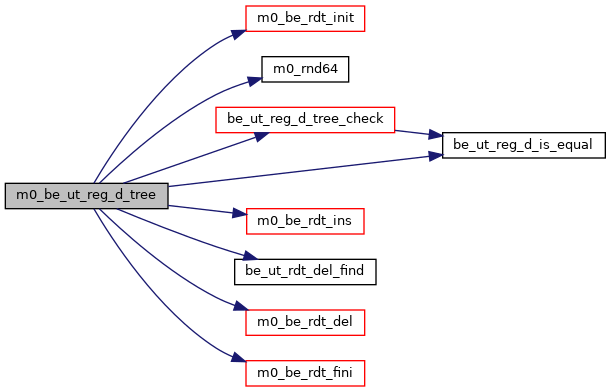 m0_be_rdt_init
m0_rnd64
be_ut_reg_d_tree_check
be_ut_reg_d_is_equal
m0_be_ut_reg_d_tree
m0_be_rdt_ins
be_ut_rdt_del_find
m0_be_rdt_del
m0_be_rdt_fini